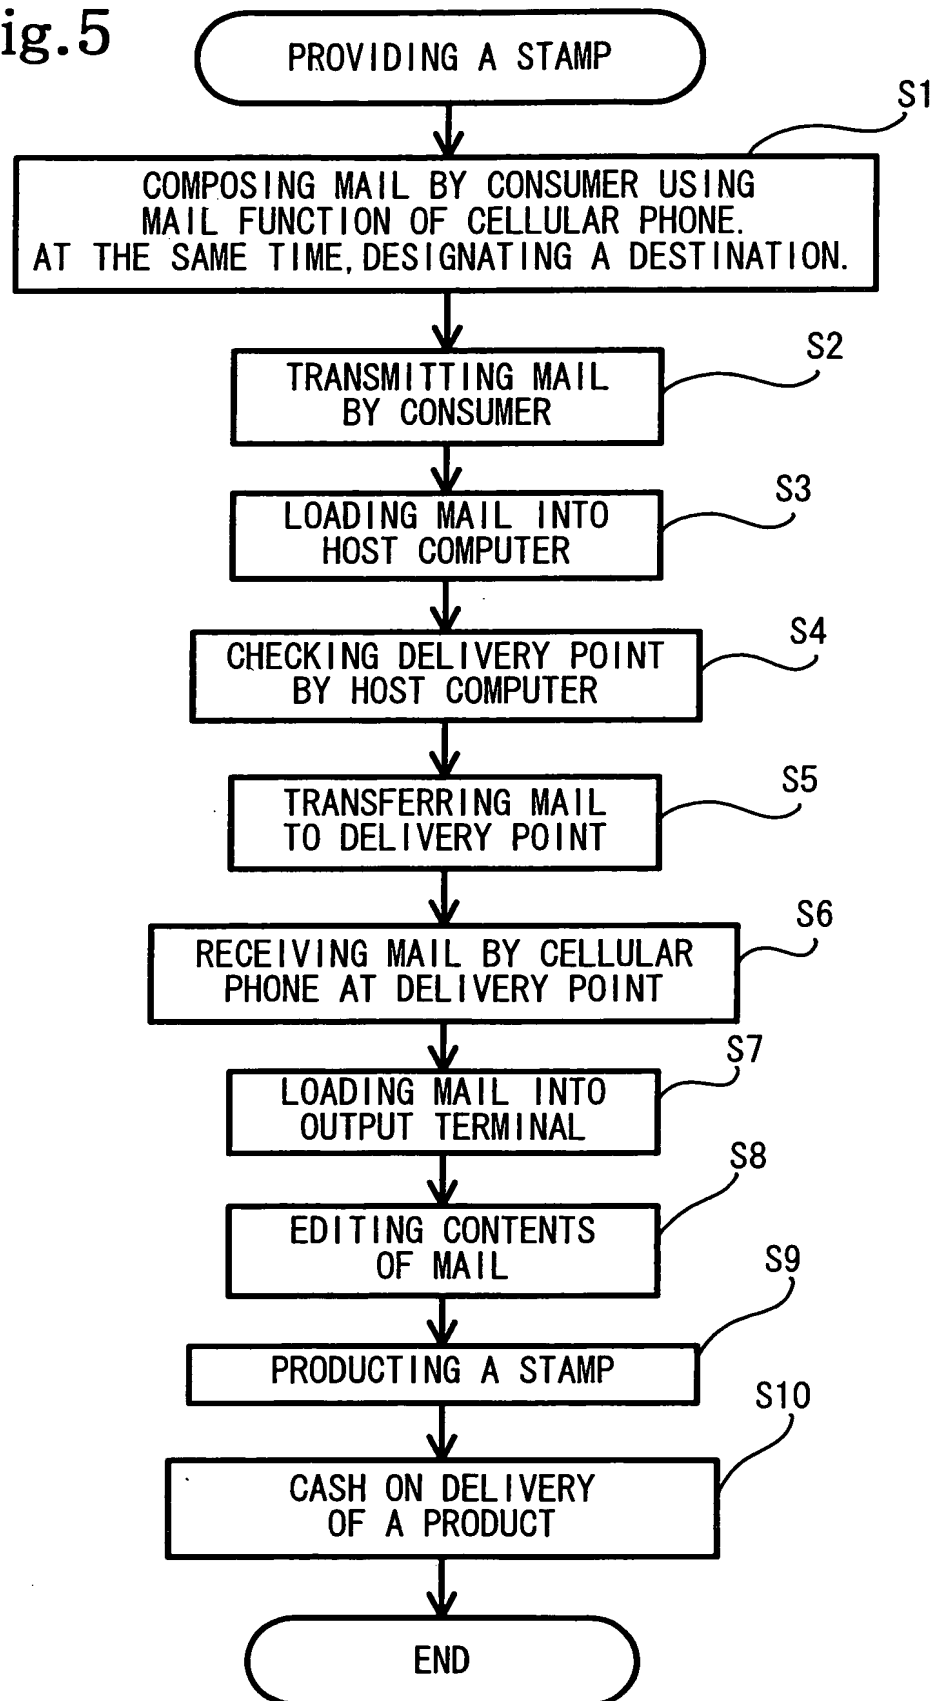 ig.5
PROVIDING A STAMP
S1
COMPOSING MAIL BY CONSUMER USING
MAIL FUNCTION OF CELLULAR PHONE.
AT THE SAME TIME, DESIGNATING A DESTINATION.
S2
TRANSMITTING MAIL
BY CONSUMER
S3
LOADING MAIL INTO
HOST COMPUTER
S4
CHECKING DELIVERY POINT
BY HOST COMPUTER
S5
TRANSFERRING MAIL
TO DELIVERY POINT
S6
RECEIVING MAIL BY CELLULAR
PHONE AT DELIVERY POINT
S7
LOADING MAIL INTO
OUTPUT TERMINAL
S8
EDITING CONTENTS
OF MAIL
S9
PRODUCTING A STAMP
S10
CASH ON DELIVERY
OF A PRODUCT
END